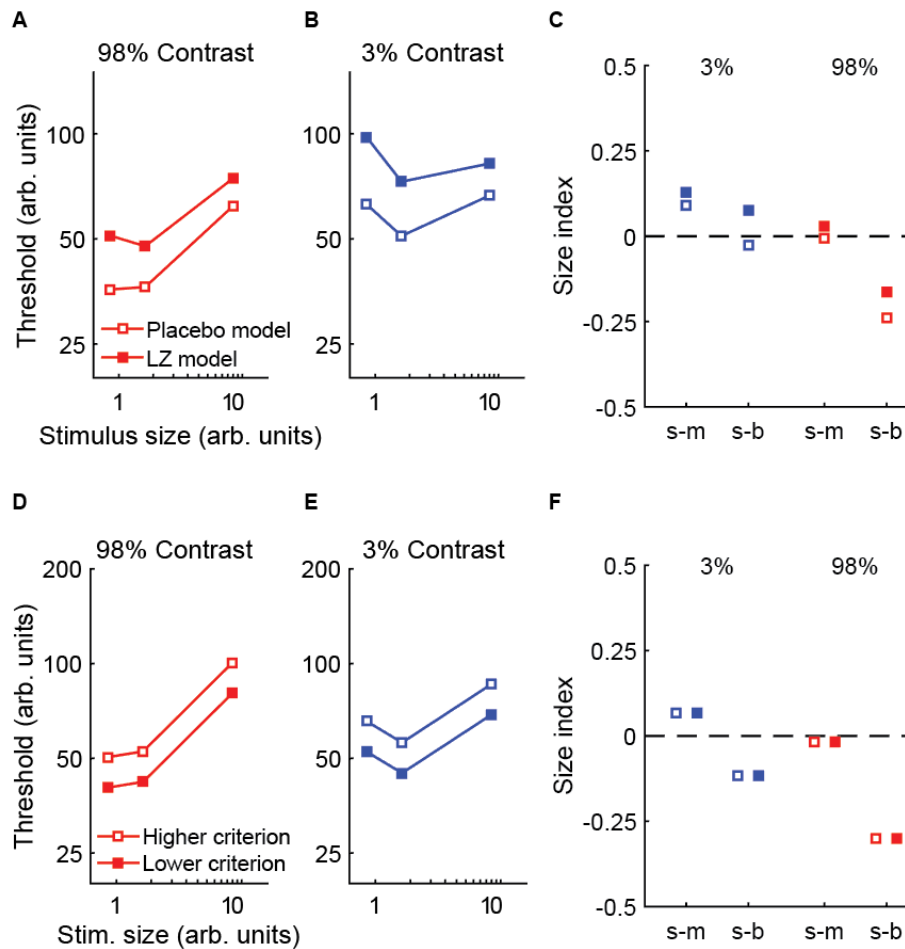 A
98% Contrast
Threshold (arb. units)
100
50
25
Placebo model
LZ model
1
10
Stimulus size (arb. units)
B
3% Contrast
100
50
25
1
10
C
0.5
0.25
0
-0.25
-0.5
Size index
3%
98%
s-m
s-b
s-m
s-b
D
98% Contrast
Threshold (arb. units)
200
100
50
25
Higher criterion
Lower criterion
1
10
Stim. size (arb. units)
E
3% Contrast
200
100
50
25
1
10
F
0.5
0.25
0
-0.25
-0.5
Size index
3%
98%
s-m
s-b
s-m
s-b